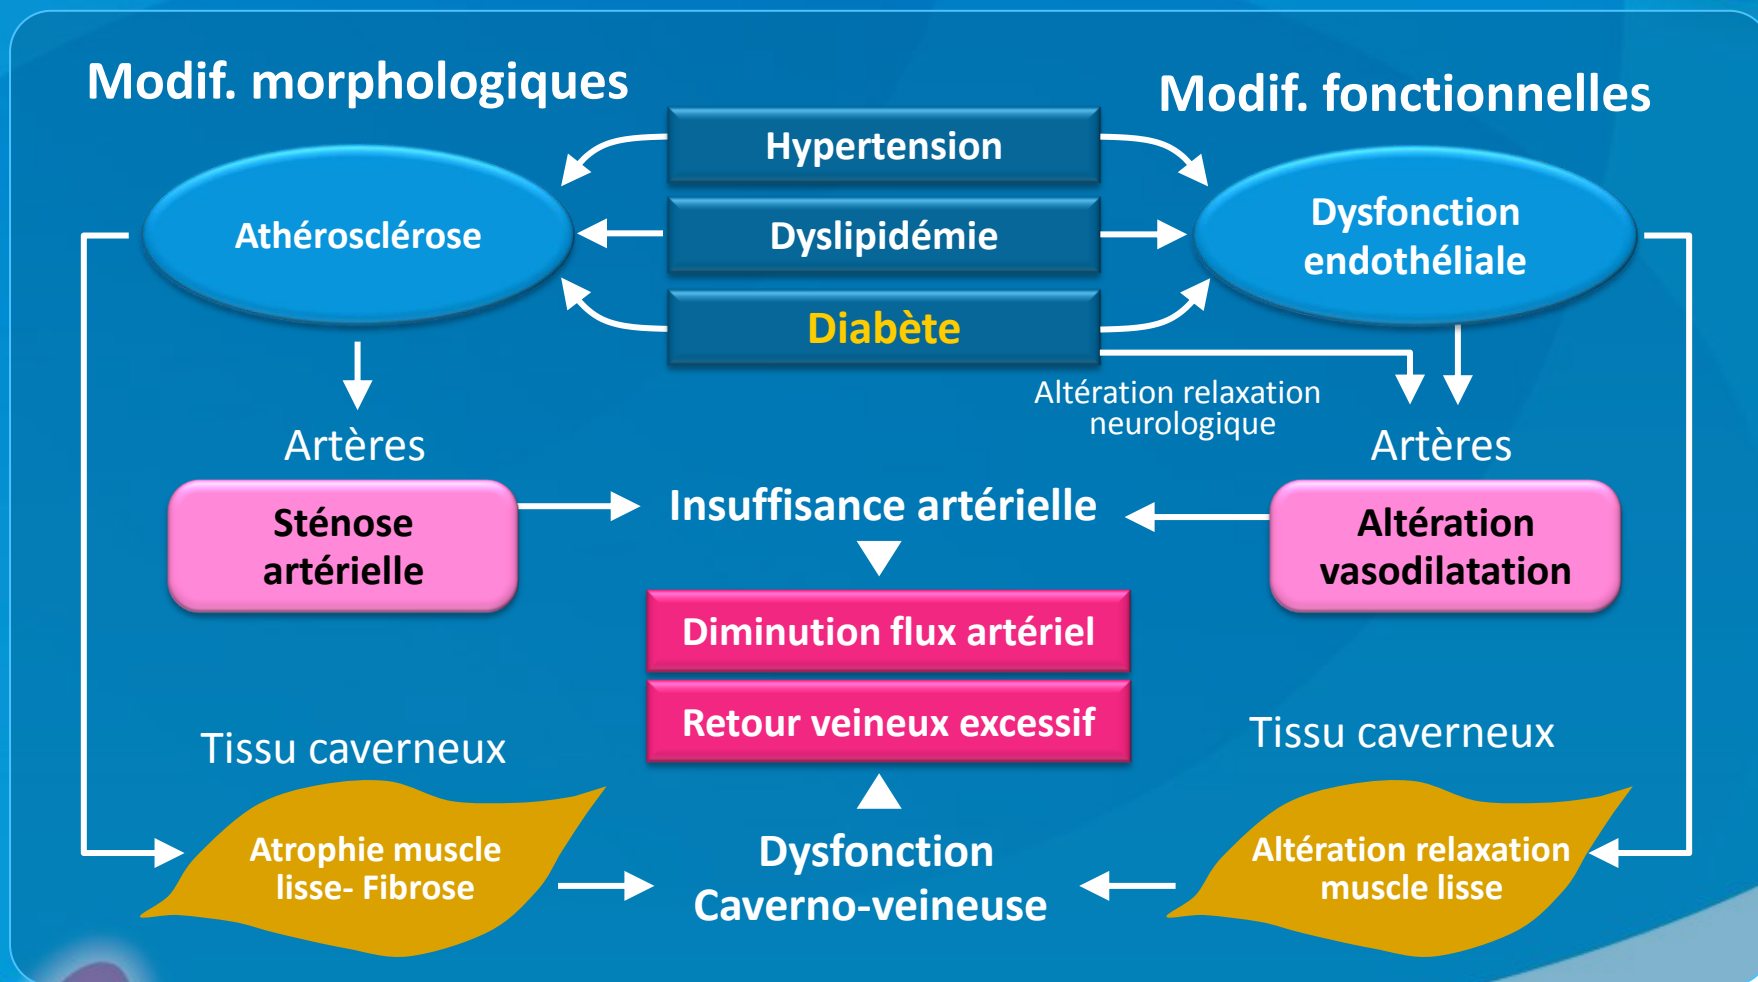 Modif. morphologiques
Modif. fonctionnelles
Hypertension
Dyslipidémie
Diabète
Athérosclérose
Dysfonction
endothéliale
Altération relaxation
neurologique
Artères
Artères
Sténose
artérielle
Insuffisance artérielle
Altération
vasodilatation
Diminution flux artériel
Retour veineux excessif
Tissu caverneux
Tissu caverneux
Atrophie muscle
lisse- Fibrose
Dysfonction
Caverno-veineuse
Altération relaxation
muscle lisse